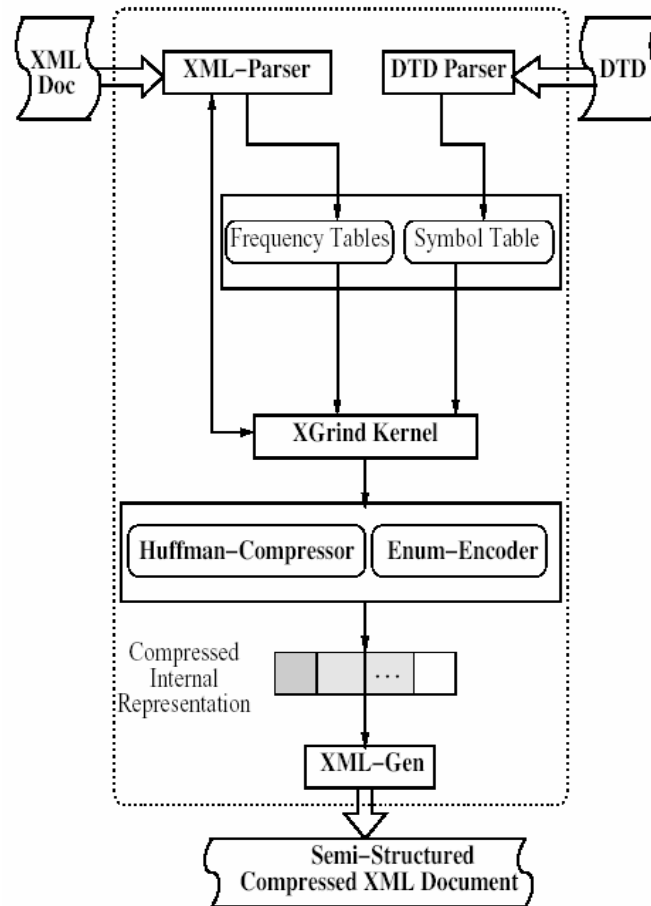 XML
Doc
XML-Parser
DTD Parser
DTD
Frequency Tables
Symbol Table
XGrind Kernel
Huffman-Compressor
Enum-Encoder
Compressed
Internal
Representation
...
XML-Gen
Semi-Structured
Compressed XML Document